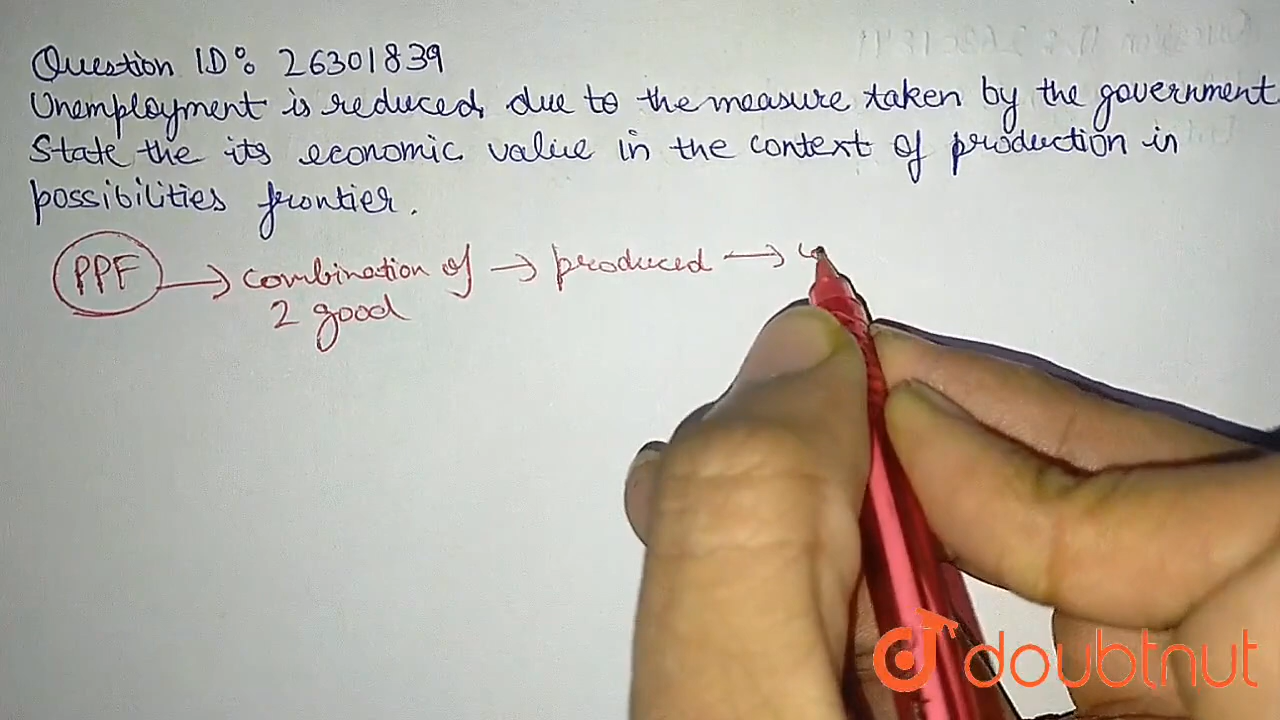 Question ID: 26301839
Unemployment is reduced, due to the measure taken by the government
State the its economic value in the context of production in
possibilities frontier.
PPF → combination of → produced →
2 good
doubtnut